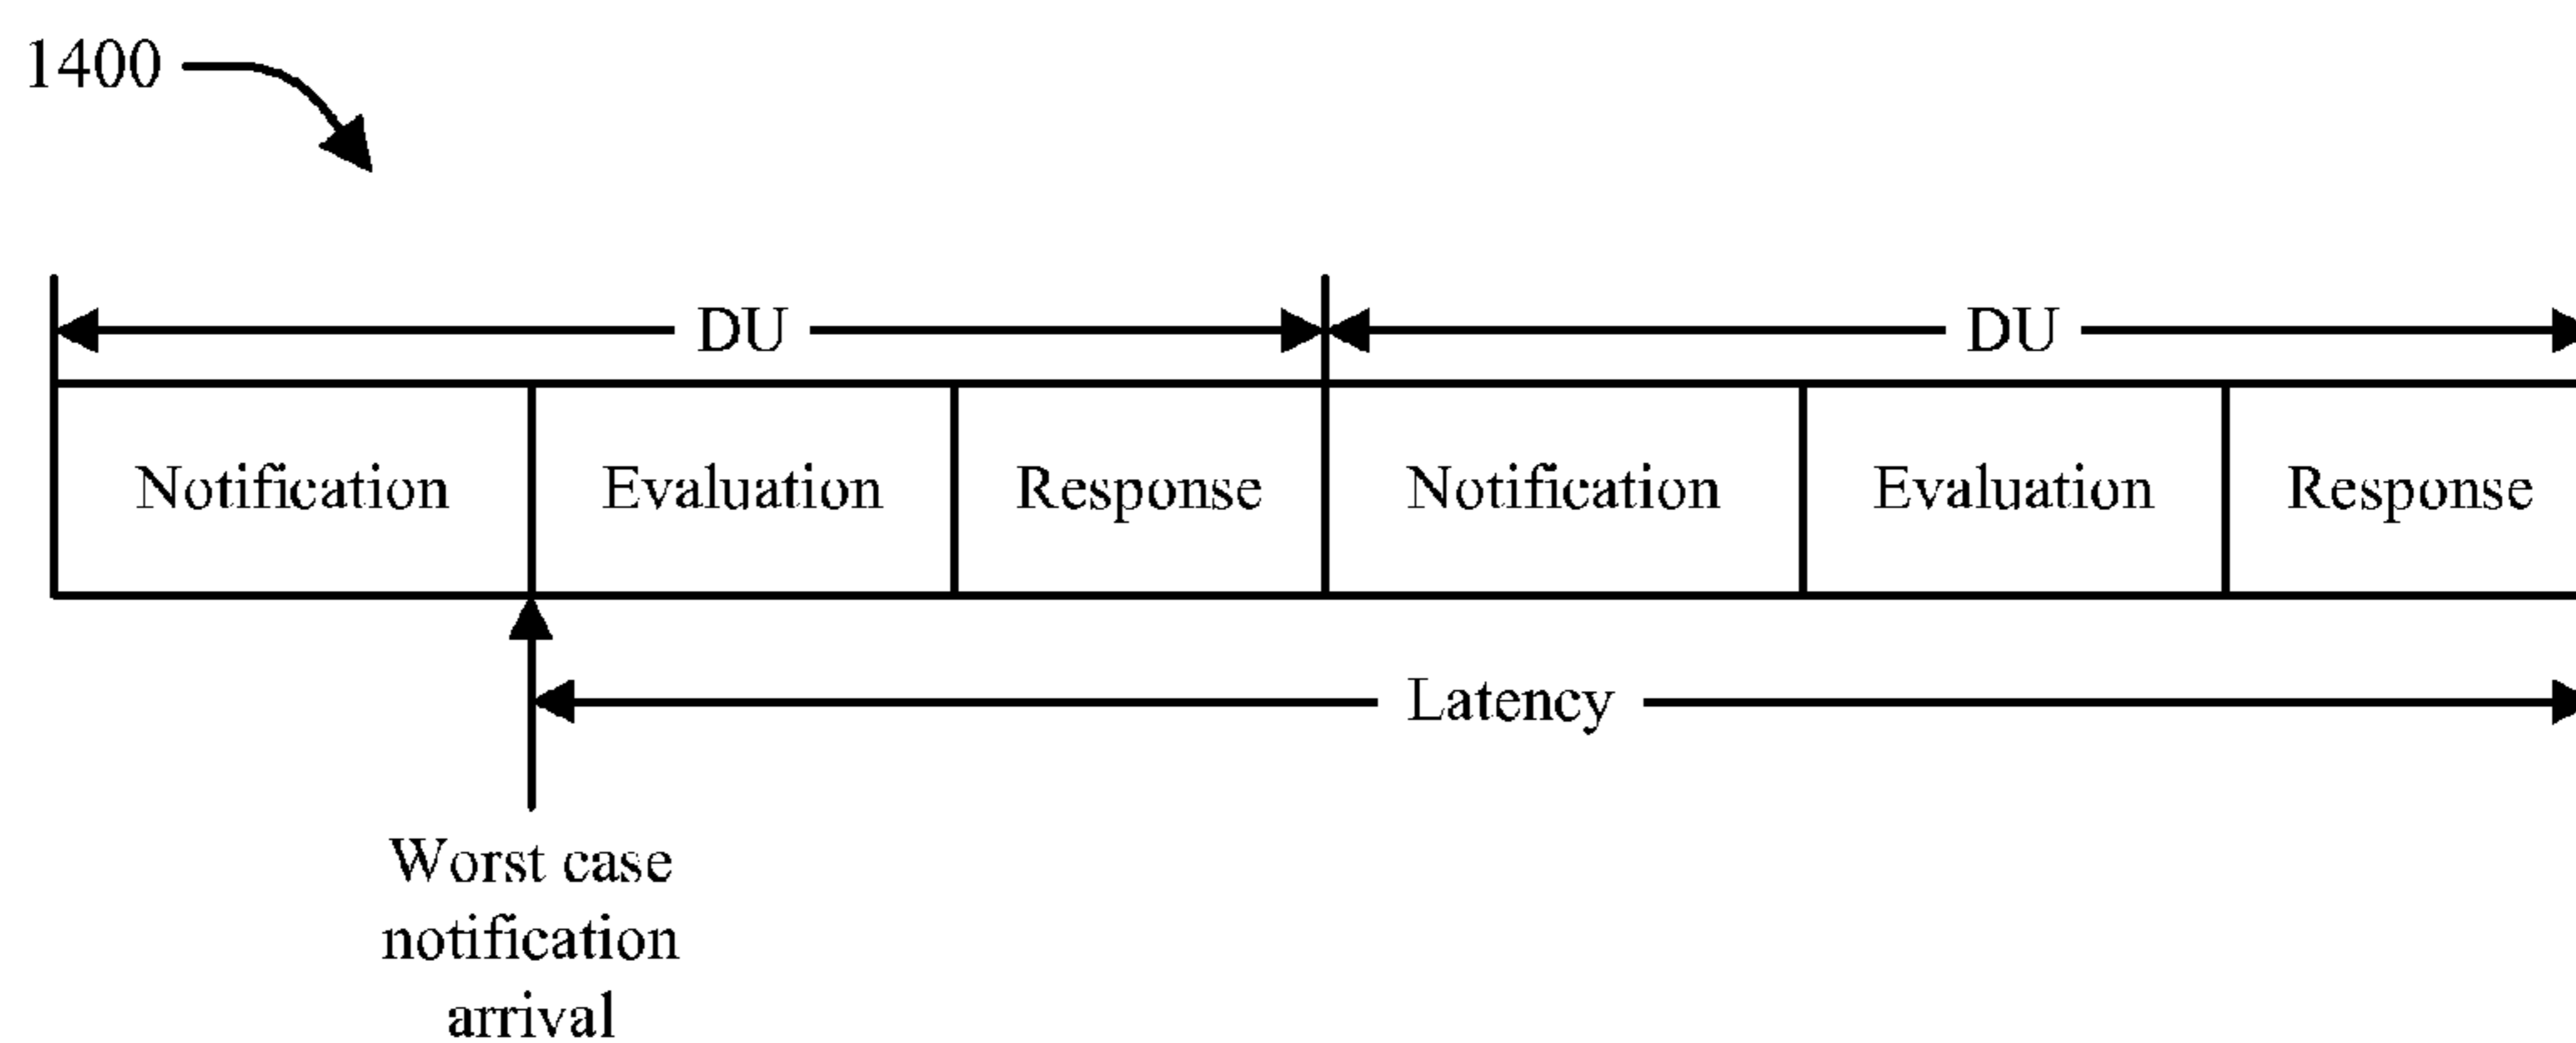 1400
DU DU
Notification Evaluation Response Notification Evaluation Response
Latency
Worst case
notification
arrival